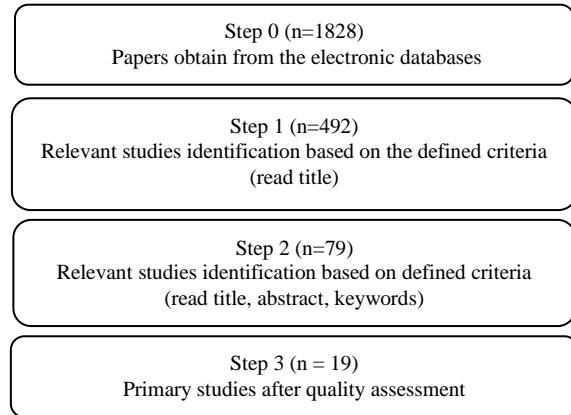 Step 0 (n=1828)
Papers obtain from the electronic databases
Step 1 (n=492)
Relevant studies identification based on the defined criteria
(read title)
Step 2 (n=79)
Relevant studies identification based on defined criteria
(read title, abstract, keywords)
Step 3 (n = 19)
Primary studies after quality assessment